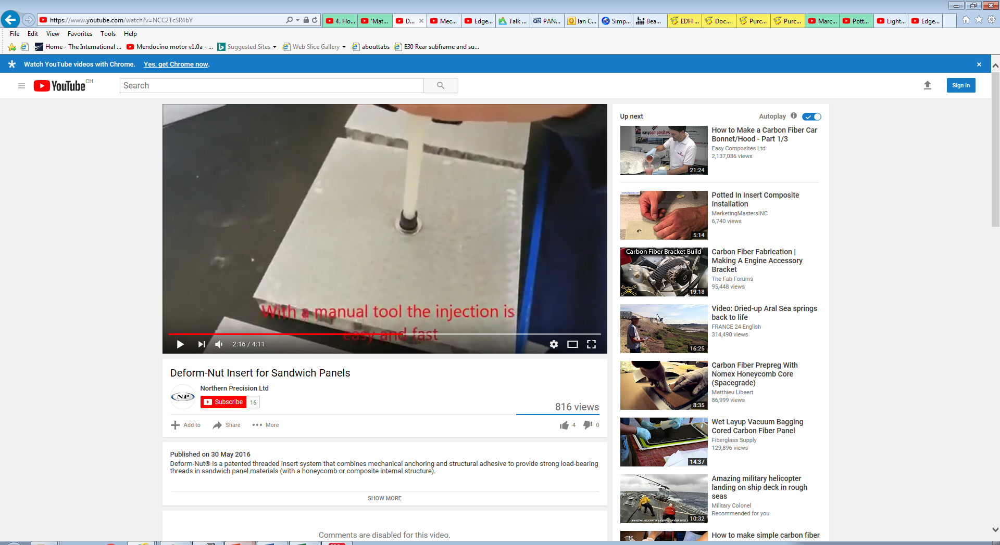 https://www.youtube.com/watch?v=NCC2TcSR4bY
4. Ho...
'Mat...
D...
Mec...
Edge...
Talk ...
PAN...
Ian C...
Simp...
Bea...
EDH ...
Doc...
Purc...
Purc...
Marc...
Pott...
Light...
Edge...
File Edit View Favorites Tools Help
Home - The International ...
Mendocino motor v1.0a - ...
Suggested Sites
Web Slice Gallery
abouttabs
E30 Rear subframe and su...
Watch YouTube videos with Chrome. Yes, get Chrome now.
YouTube CH
Search
Sign in
With a manual tool the injection is
easy and fast
2:16 / 4:11
Deform-Nut Insert for Sandwich Panels
NP
Northern Precision Ltd
Subscribe 16
816 views
Add to
Share
More
4
0
Published on 30 May 2016
Deform-Nut® is a patented threaded insert system that combines mechanical anchoring and structural adhesive to provide strong load-bearing
threads in sandwich panel materials (with a honeycomb or composite internal structure).
SHOW MORE
Comments are disabled for this video.
Up next
Autoplay
easycomposites
21:24
How to Make a Carbon Fiber Car
Bonnet/Hood - Part 1/3
Easy Composites Ltd
2,137,036 views
5:14
Potted In Insert Composite
Installation
MarketingMastersINC
6,740 views
Carbon Fiber Bracket Build
19:18
Carbon Fiber Fabrication |
Making A Engine Accessory
Bracket
The Fab Forums
95,448 views
16:25
Video: Dried-up Aral Sea springs
back to life
FRANCE 24 English
314,490 views
8:35
Carbon Fiber Prepreg With
Nomex Honeycomb Core
(Spacegrade)
Matthieu Libeert
86,999 views
14:37
Wet Layup Vacuum Bagging
Cored Carbon Fiber Panel
Fiberglass Supply
129,896 views
AMAZING HELICOPTER LANDING ON SHIP DECK
10:32
Amazing military helicopter
landing on ship deck in rough
seas
Military Colonel
Recommended for you
How to make simple carbon fiber